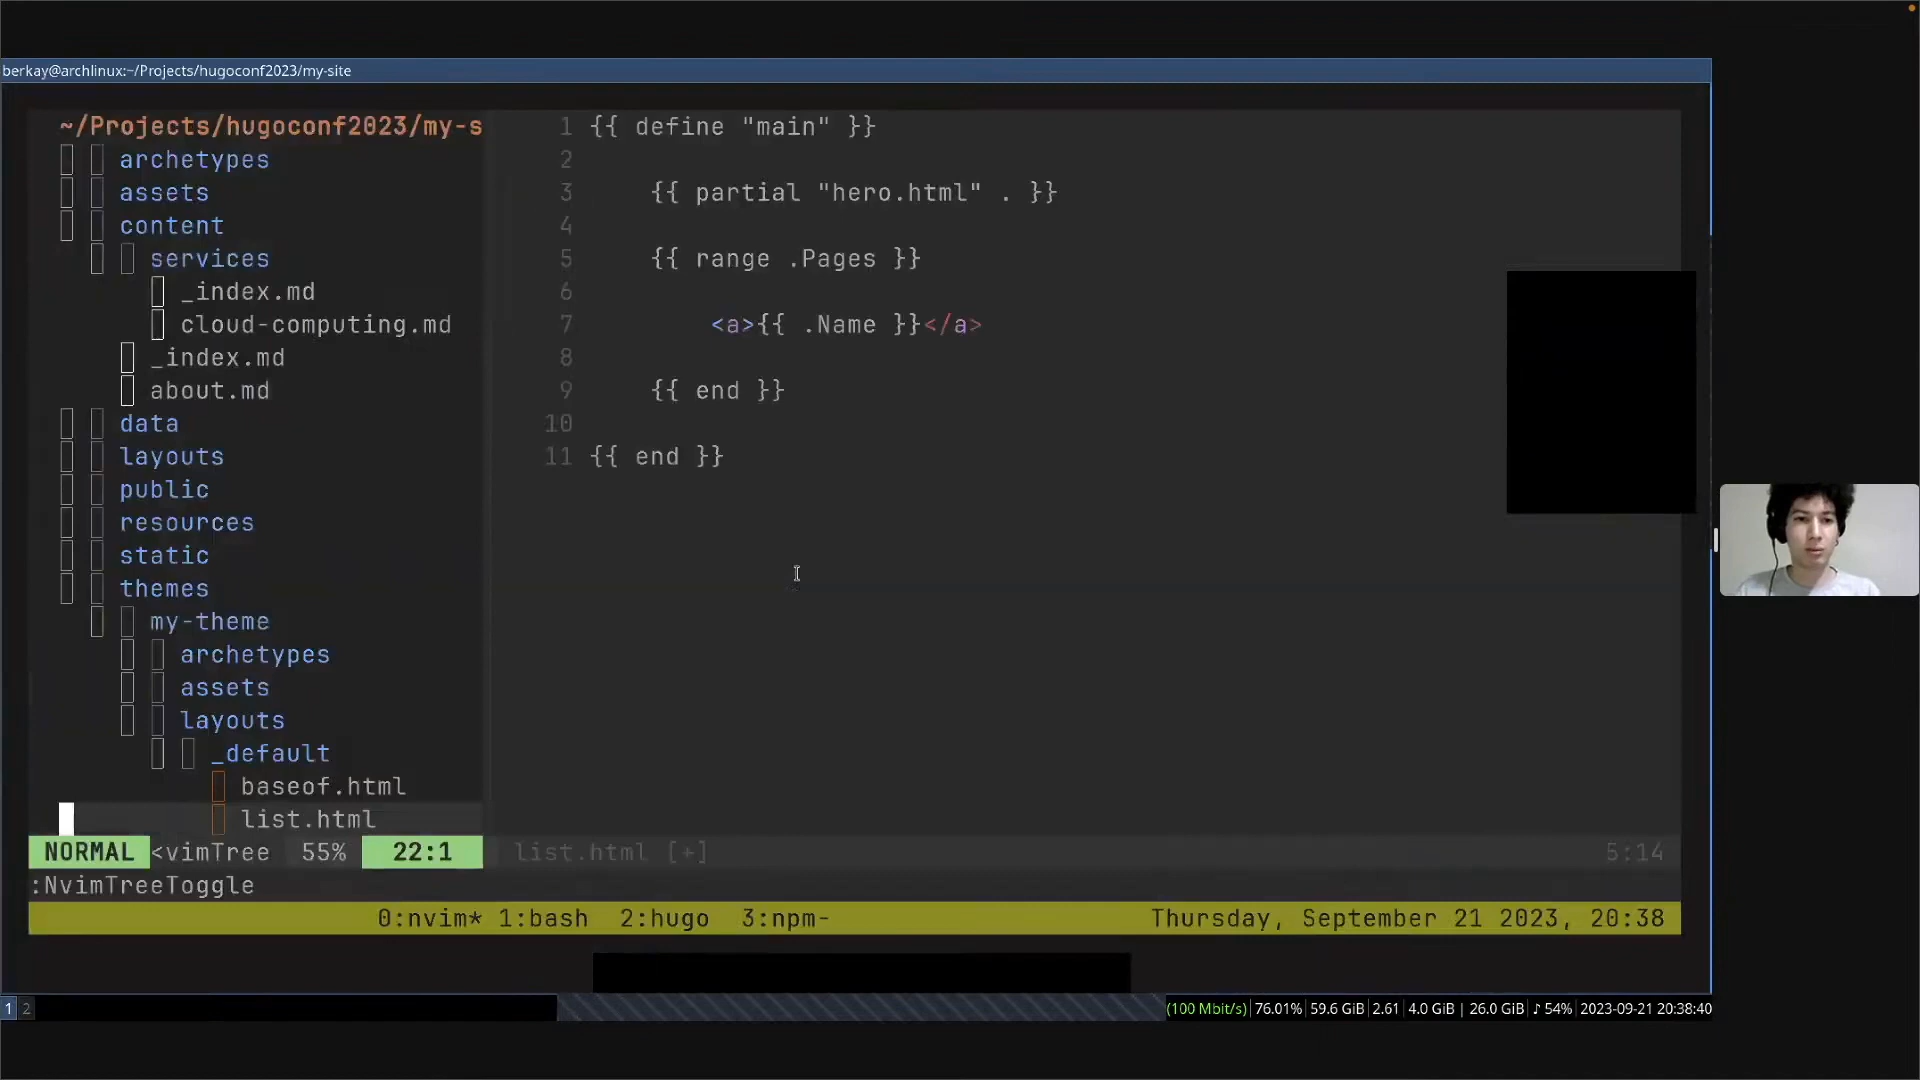 berkay@archlinux:~/Projects/hugoconf2023/my-site
~/Projects/hugoconf2023/my-s
archetypes
assets
content
services
_index.md
cloud-computing.md
_index.md
about.md
data
layouts
public
resources
static
themes
my-theme
archetypes
assets
layouts
_default
baseof.html
list.html
1 {{ define "main" }}
2
3 {{ partial "hero.html" . }}
4
5 {{ range .Pages }}
6
7 <a>{{ .Name }}</a>
8
9 {{ end }}
10
11 {{ end }}
NORMAL <vimTree 55% 22:1 list.html [+] 5:14
:NvimTreeToggle
0:nvim* 1:bash 2:hugo 3:npm- Thursday, September 21 2023, 20:38
1 2 (100 Mbit/s) 76.01% 59.6 GiB 2.61 4.0 GiB | 26.0 GiB ♪ 54% 2023-09-21 20:38:40